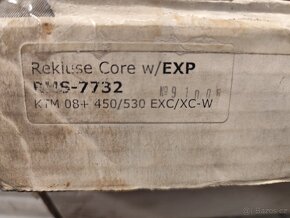 Rekluse Core w/EXP
RMS-7732
KTM 08+ 450/530 EXC/XC-W